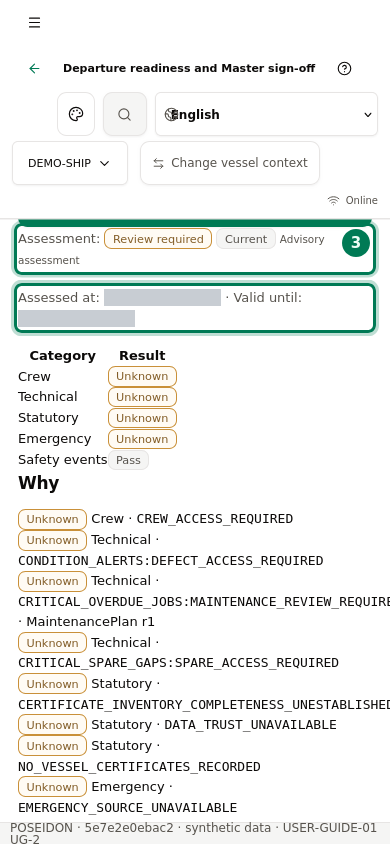 Departure readiness and Master sign-off
English
DEMO-SHIP
Change vessel context
Online
Assessment: Review required Current Advisory
assessment
3
Assessed at: · Valid until:
Category Result
Crew Unknown
Technical Unknown
Statutory Unknown
Emergency Unknown
Safety events Pass
Why
Unknown Crew · CREW_ACCESS_REQUIRED
Unknown Technical ·
CONDITION_ALERTS:DEFECT_ACCESS_REQUIRED
Unknown Technical ·
CRITICAL_OVERDUE_JOBS:MAINTENANCE_REVIEW_REQUIRE
· MaintenancePlan r1
Unknown Technical ·
CRITICAL_SPARE_GAPS:SPARE_ACCESS_REQUIRED
Unknown Statutory ·
CERTIFICATE_INVENTORY_COMPLETENESS_UNESTABLISHED
Unknown Statutory · DATA_TRUST_UNAVAILABLE
Unknown Statutory ·
NO_VESSEL_CERTIFICATES_RECORDED
Unknown Emergency ·
EMERGENCY_SOURCE_UNAVAILABLE
POSEIDON · 5e7e2e0ebac2 · synthetic data · USER-GUIDE-01
UG-2